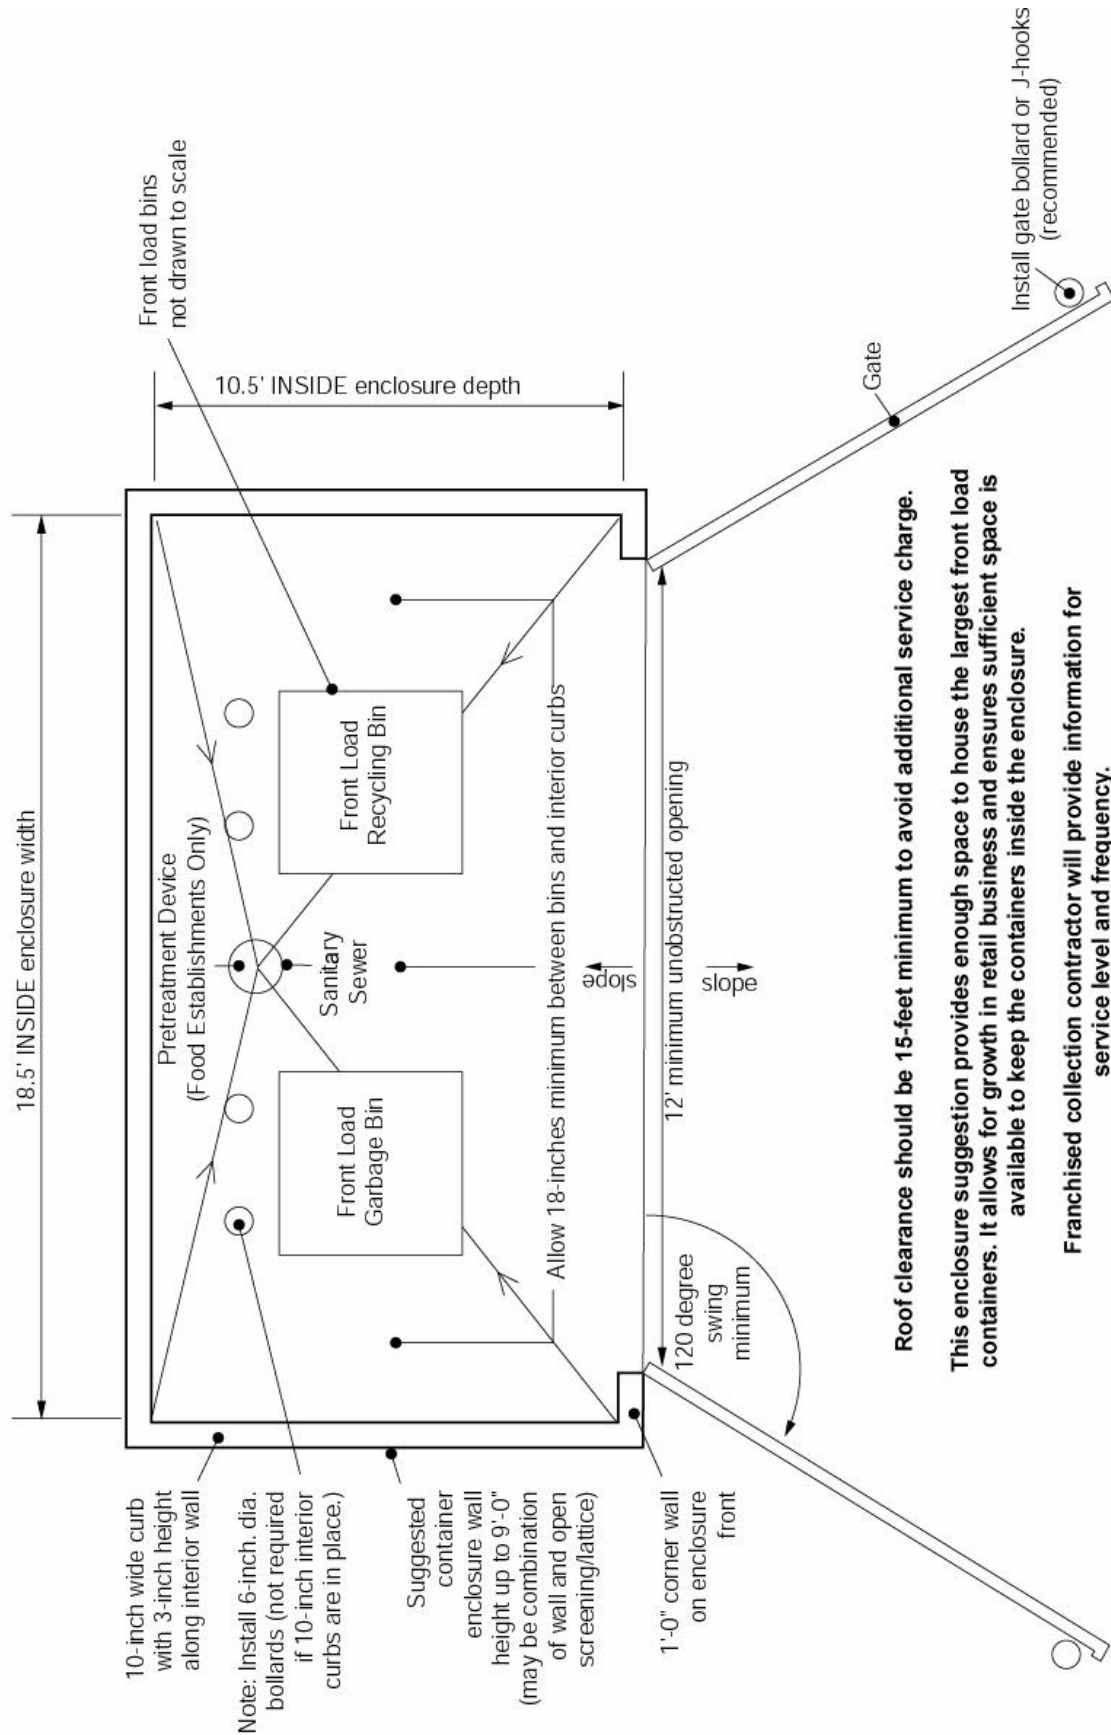 18.5' INSIDE enclosure width
Front load bins
not drawn to scale
10.5' INSIDE enclosure depth
10-inch wide curb
with 3-inch height
along interior wall
Note: Install 6-inch. dia.
bollards (not required
if 10-inch interior
curbs are in place.)
Suggested
container
enclosure wall
height up to 9'-0"
(may be combination
of wall and open
screening/lattice)
1'-0" corner wall
on enclosure
front
Pretreatment Device
(Food Establishments Only)
Sanitary
Sewer
Front Load
Garbage Bin
Front Load
Recycling Bin
Allow 18-inches minimum between bins and interior curbs
slope
slope
12' minimum unobstructed opening
120 degree
swing
minimum
Gate
Install gate bollard or J-hooks
(recommended)
Roof clearance should be 15-feet minimum to avoid additional service charge.
This enclosure suggestion provides enough space to house the largest front load
containers. It allows for growth in retail business and ensures sufficient space is
available to keep the containers inside the enclosure.
Franchised collection contractor will provide information for
service level and frequency.